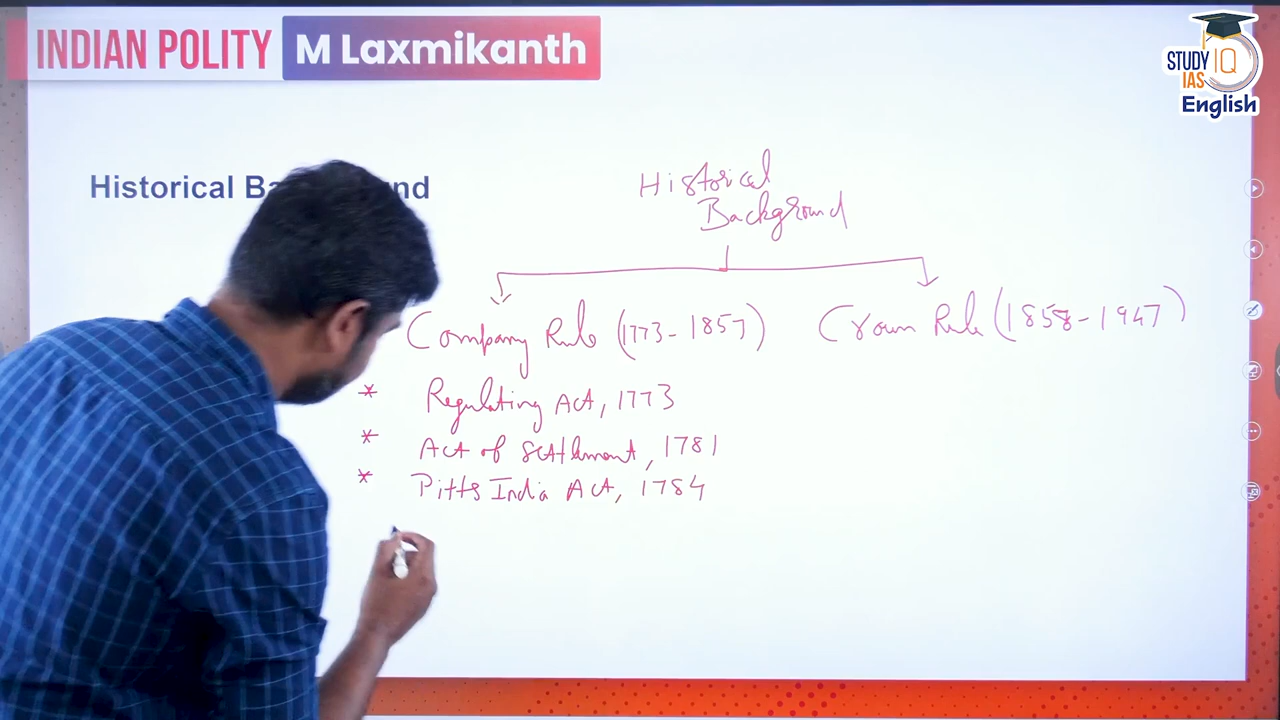 INDIAN POLITY M Laxmikanth
STUDY IQ
IAS
English
Historical Ba nd
Historical
Background
Company Rule (1773-1857)
Crown Rule (1858-1947)
* Regulating Act, 1773
* Act of Settlement, 1781
* Pitts India Act, 1784